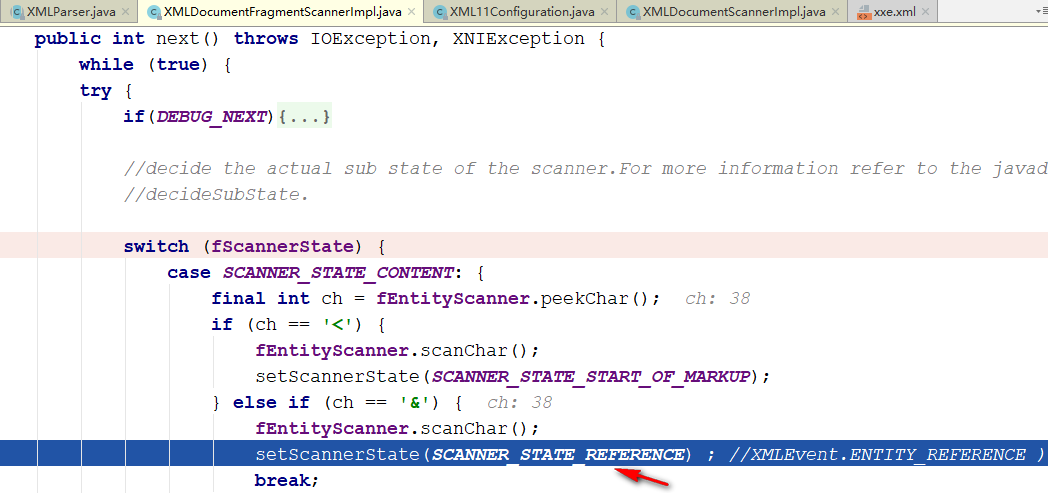 XMLParser.java × XMLDocumentFragmentScannerImpl.java × XML11Configuration.java × XMLDocumentScannerImpl.java × xxe.xml ×
public int next() throws IOException, XNIException {
while (true) {
try {
if(DEBUG_NEXT){...}
//decide the actual sub state of the scanner.For more information refer to the javad
//decideSubState.
switch (fScannerState) {
case SCANNER_STATE_CONTENT: {
final int ch = fEntityScanner.peekChar(); ch: 38
if (ch == '<') {
fEntityScanner.scanChar();
setScannerState(SCANNER_STATE_START_OF_MARKUP);
} else if (ch == '&') { ch: 38
fEntityScanner.scanChar();
setScannerState(SCANNER_STATE_REFERENCE) ; //XMLEvent.ENTITY_REFERENCE )
break;